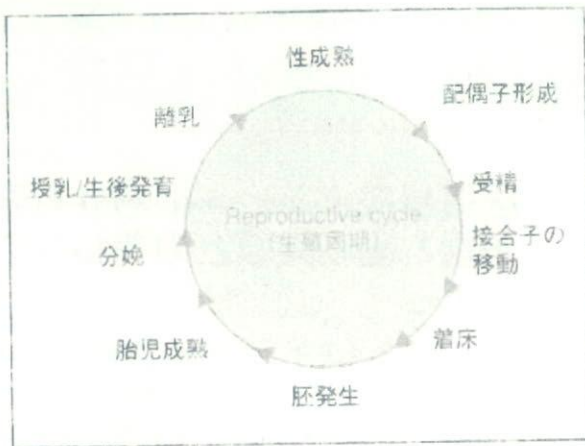 性成熟
配偶子形成
受精
接合子の
移動
着床
胚発生
胎児成熟
分娩
授乳/生後発育
離乳
Reproductive cycle
(生殖周期)